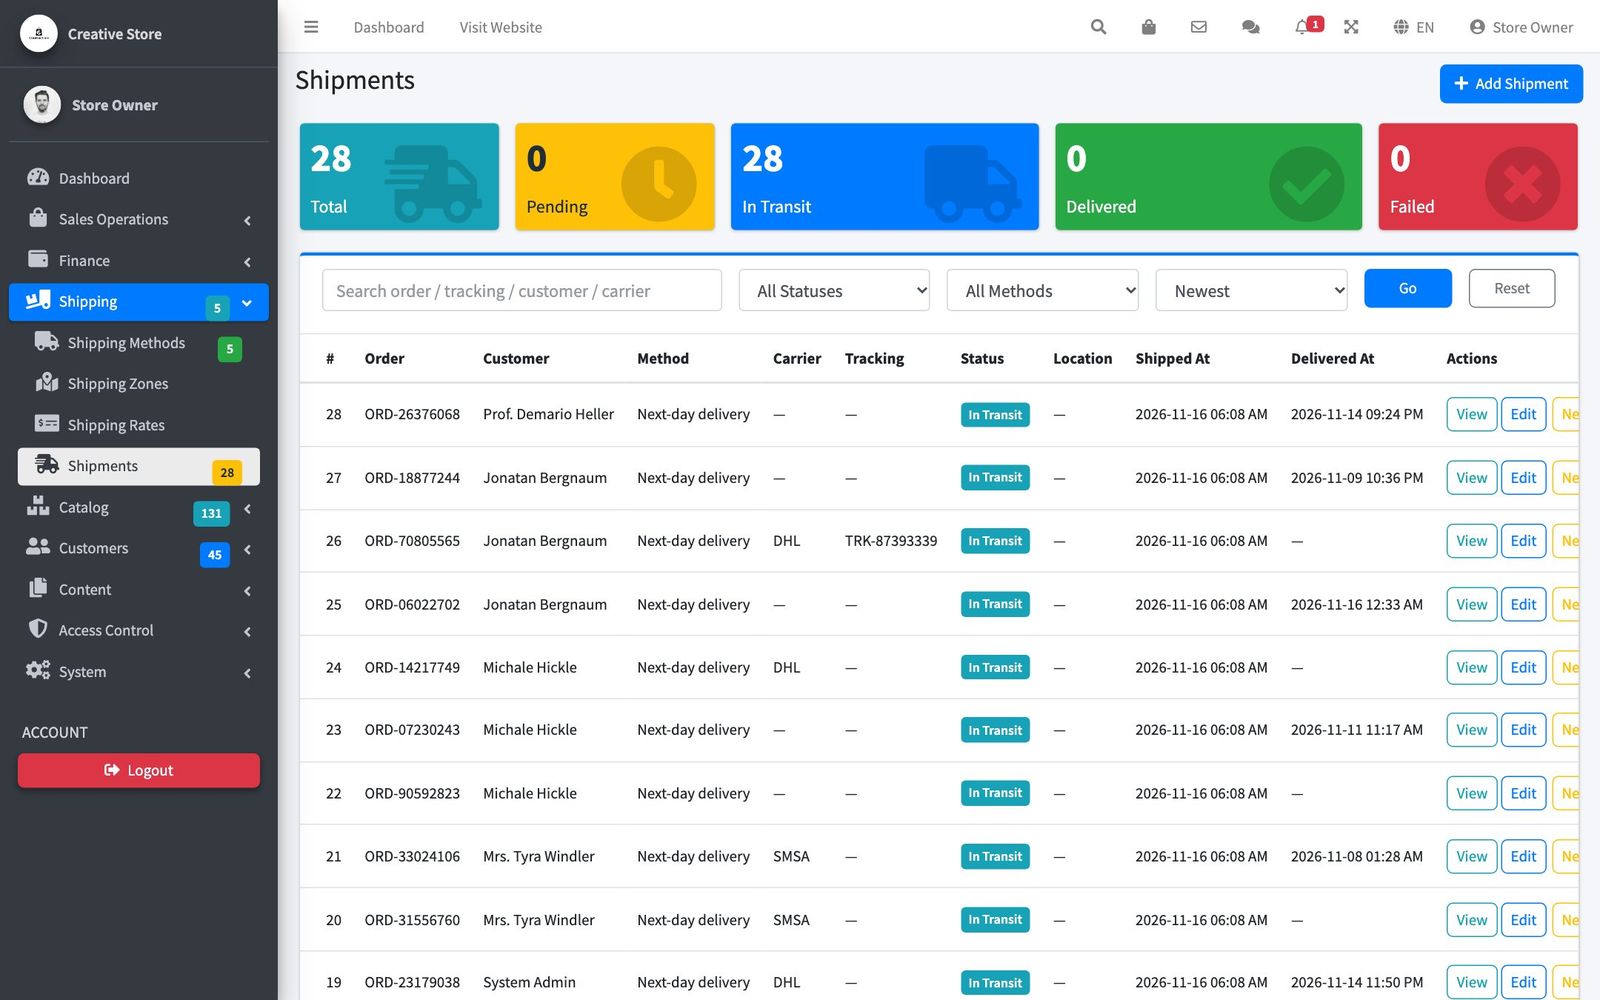 Creative Store
Dashboard
Visit Website
1
EN
Store Owner
Store Owner
Dashboard
Sales Operations
Finance
Shipping 5
Shipping Methods 5
Shipping Zones
Shipping Rates
Shipments 28
Catalog 131
Customers 45
Content
Access Control
System
ACCOUNT
Logout
Shipments
Add Shipment
28
Total
0
Pending
28
In Transit
0
Delivered
0
Failed
Search order / tracking / customer / carrier
All Statuses
All Methods
Newest
Go
Reset
# Order Customer Method Carrier Tracking Status Location Shipped At Delivered At Actions
28 ORD-26376068 Prof. Demario Heller Next-day delivery — — In Transit — 2026-11-16 06:08 AM 2026-11-14 09:24 PM View Edit Ne
27 ORD-18877244 Jonatan Bergnaum Next-day delivery — — In Transit — 2026-11-16 06:08 AM 2026-11-09 10:36 PM View Edit Ne
26 ORD-70805565 Jonatan Bergnaum Next-day delivery DHL TRK-87393339 In Transit — 2026-11-16 06:08 AM — View Edit Ne
25 ORD-06022702 Jonatan Bergnaum Next-day delivery — — In Transit — 2026-11-16 06:08 AM 2026-11-16 12:33 AM View Edit Ne
24 ORD-14217749 Michale Hickle Next-day delivery DHL — In Transit — 2026-11-16 06:08 AM — View Edit Ne
23 ORD-07230243 Michale Hickle Next-day delivery — — In Transit — 2026-11-16 06:08 AM 2026-11-11 11:17 AM View Edit Ne
22 ORD-90592823 Michale Hickle Next-day delivery — — In Transit — 2026-11-16 06:08 AM — View Edit Ne
21 ORD-33024106 Mrs. Tyra Windler Next-day delivery SMSA — In Transit — 2026-11-16 06:08 AM 2026-11-08 01:28 AM View Edit Ne
20 ORD-31556760 Mrs. Tyra Windler Next-day delivery SMSA — In Transit — 2026-11-16 06:08 AM — View Edit Ne
19 ORD-23179038 System Admin Next-day delivery DHL — In Transit — 2026-11-16 06:08 AM 2026-11-14 11:50 PM View Edit Ne